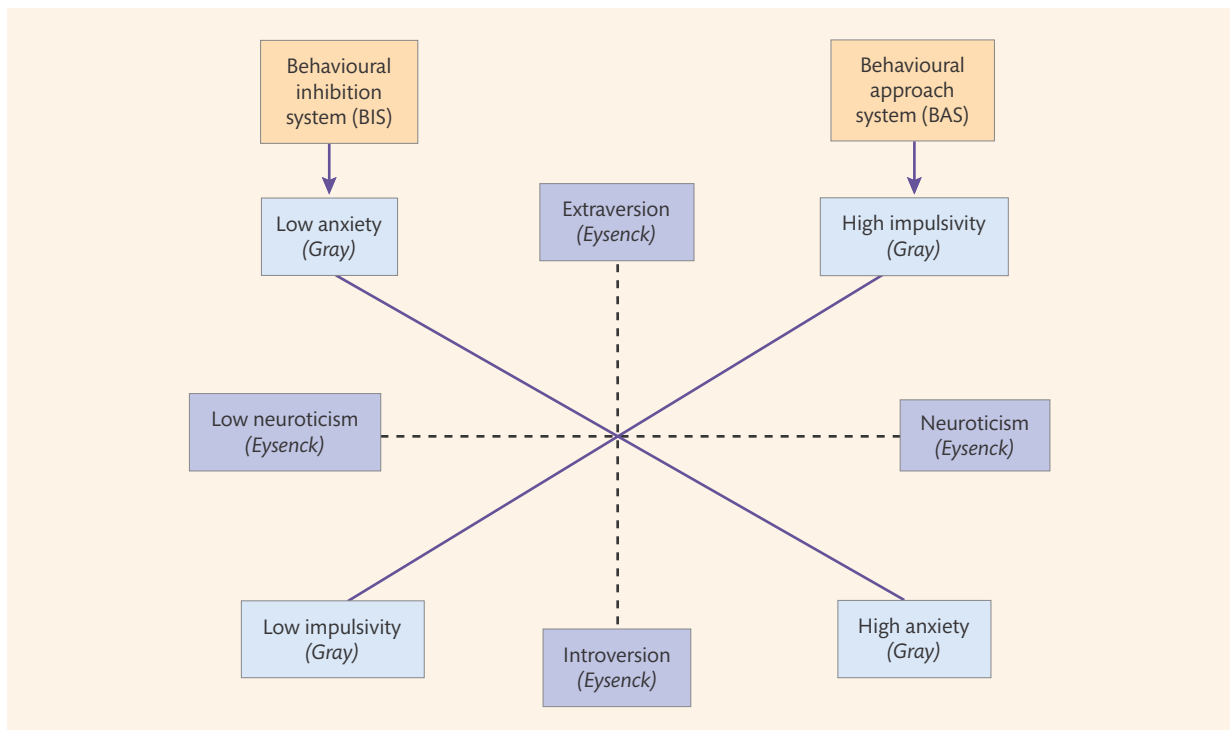 Behavioural
inhibition
system (BIS)
Behavioural
approach
system (BAS)
Low anxiety
(Gray)
Extraversion
(Eysenck)
High impulsivity
(Gray)
Low neuroticism
(Eysenck)
Neuroticism
(Eysenck)
Low impulsivity
(Gray)
Introversion
(Eysenck)
High anxiety
(Gray)